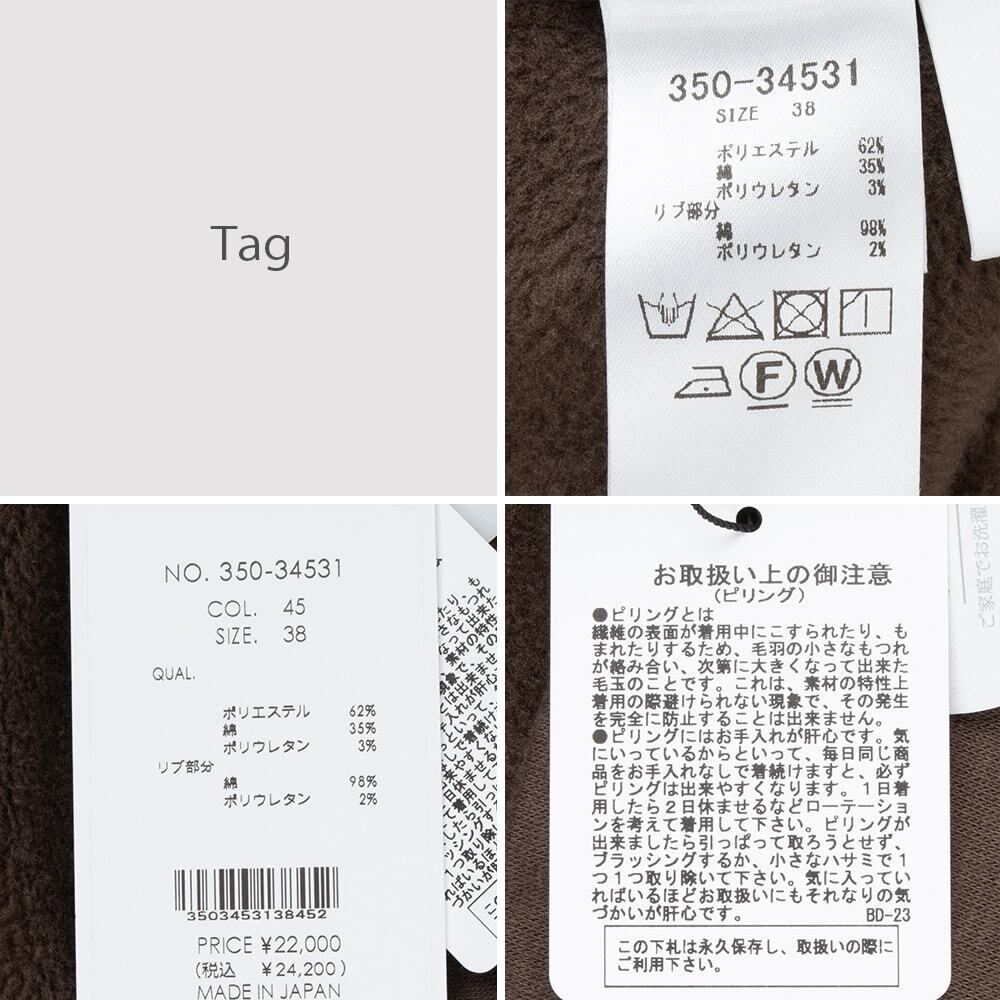 Tag
350-34531
SIZE 38
ポリエステル 62%
綿 35%
ポリウレタン 3%
リブ部分
綿 98%
ポリウレタン 2%
F W
NO. 350-34531
COL. 45
SIZE. 38
QUAL.
ポリエステル 62%
綿 35%
ポリウレタン 3%
リブ部分
綿 98%
ポリウレタン 2%
3503453138452
PRICE ¥22,000
(税込 ¥24,200)
MADE IN JAPAN
お取扱い上の御注意
(ピリング)
●ピリングとは
繊維の表面が着用中にこすられたり、も
まれたりするため、毛羽の小さなもつれ
が絡み合い、次第に大きくなって出来た
毛玉のことです。これは、素材の特性上
着用の際避けられない現象で、その発生
を完全に防止することは出来ません。
●ピリングにはお手入れが肝心です。気
にいっているからといって、毎日同じ商
品をお手入れなしで着続けますと、必ず
ピリングは出来やすくなります。1日着
用したら2日休ませるなどローテーショ
ンを考えて着用して下さい。ピリングが
出来ましたら引っぱって取ろうとせず、
ブラッシングするか、小さなハサミで1
つ1つ取り除いて下さい。気に入ってい
ればいるほどお取扱いにもそれなりの気
づかいが肝心です。 BD-23
この下札は永久保存し、取扱いの際に
ご利用下さい。
ご家庭でお洗濯